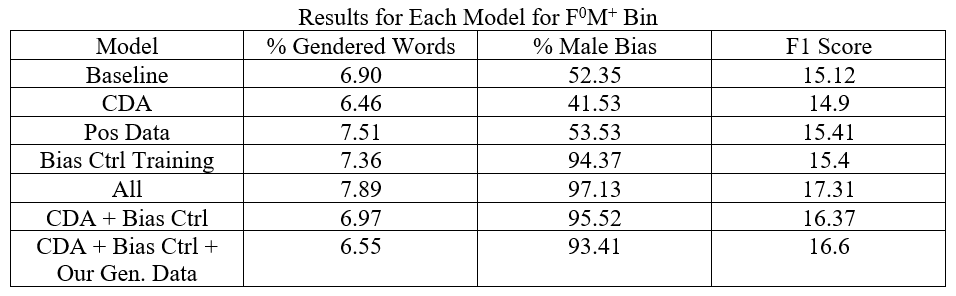 Results for Each Model for F⁰M⁺ Bin
Model % Gendered Words % Male Bias F1 Score
Baseline 6.90 52.35 15.12
CDA 6.46 41.53 14.9
Pos Data 7.51 53.53 15.41
Bias Ctrl Training 7.36 94.37 15.4
All 7.89 97.13 17.31
CDA + Bias Ctrl 6.97 95.52 16.37
CDA + Bias Ctrl + 6.55 93.41 16.6
Our Gen. Data